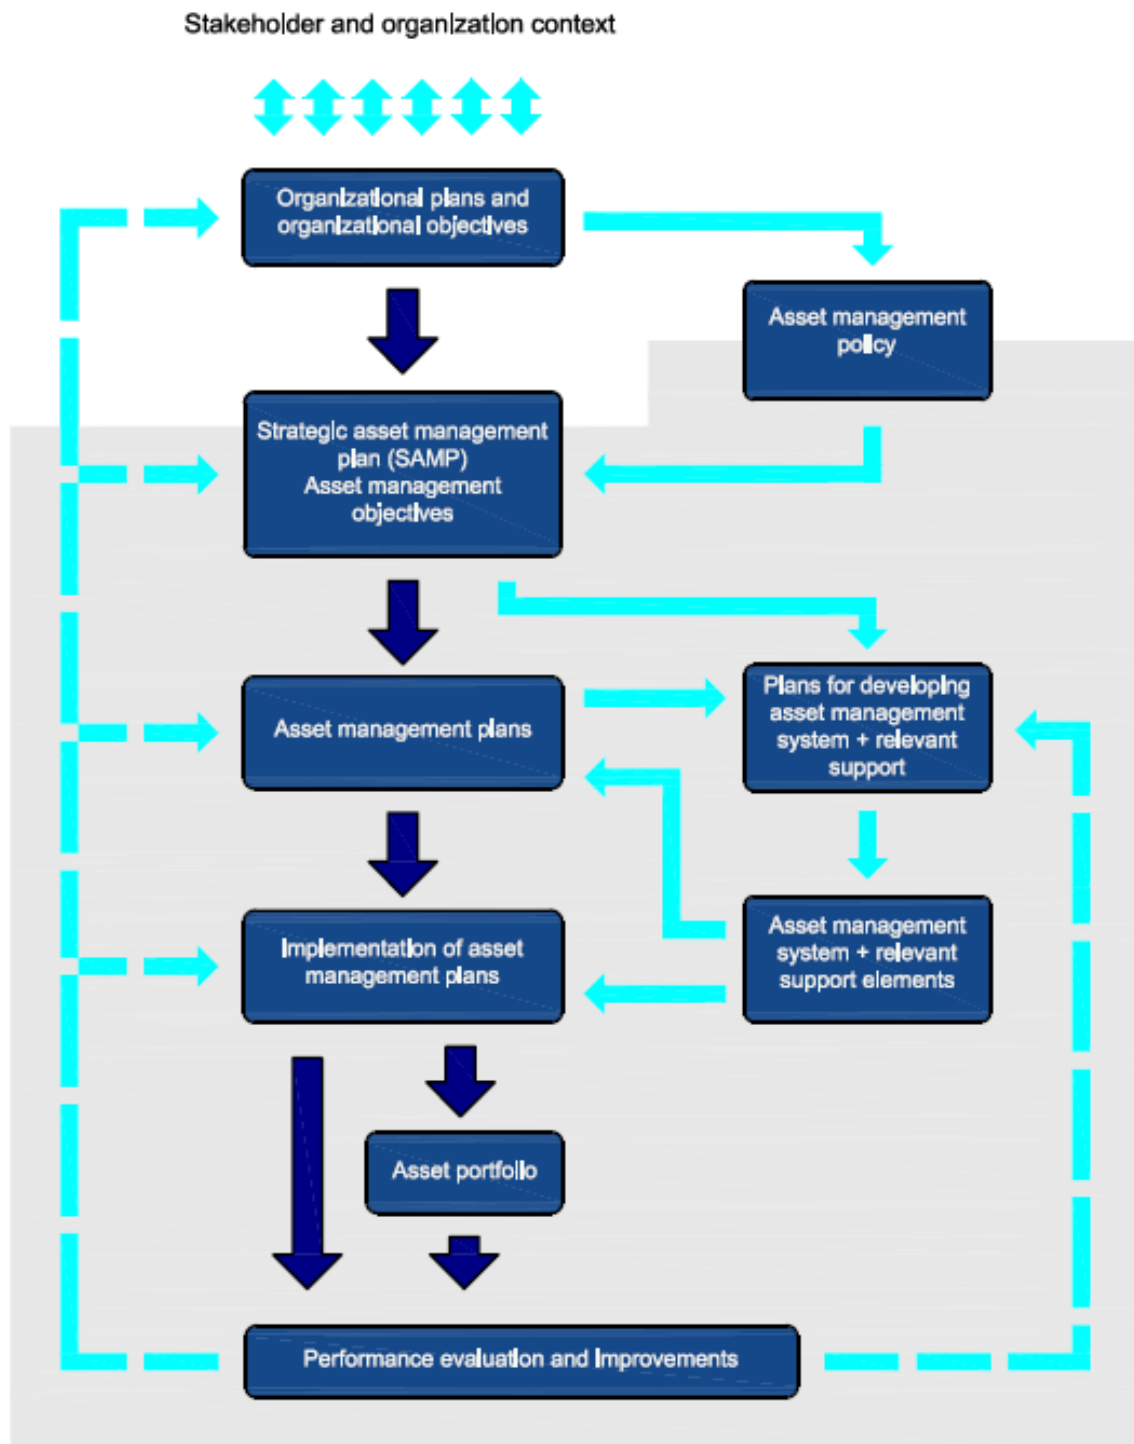 Stakeholder and organization context
Organizational plans and
organizational objectives
Asset management
policy
Strategic asset management
plan (SAMP)
Asset management
objectives
Asset management plans
Plans for developing
asset management
system + relevant
support
Implementation of asset
management plans
Asset management
system + relevant
support elements
Asset portfolio
Performance evaluation and improvements